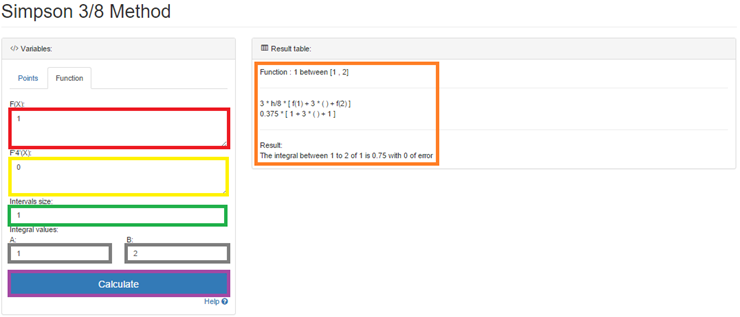 Simpson 3/8 Method
</> Variables:
Points Function
F(X):
1
F'4'(X):
0
Intervals size:
1
Integral values:
A: B:
1 2
Calculate
Help
Result table:
Function : 1 between [1 , 2]
3 * h/8 * [ f(1) + 3 * ( ) + f(2) ]
0.375 * [ 1 + 3 * ( ) + 1 ]
Result:
The integral between 1 to 2 of 1 is 0.75 with 0 of error